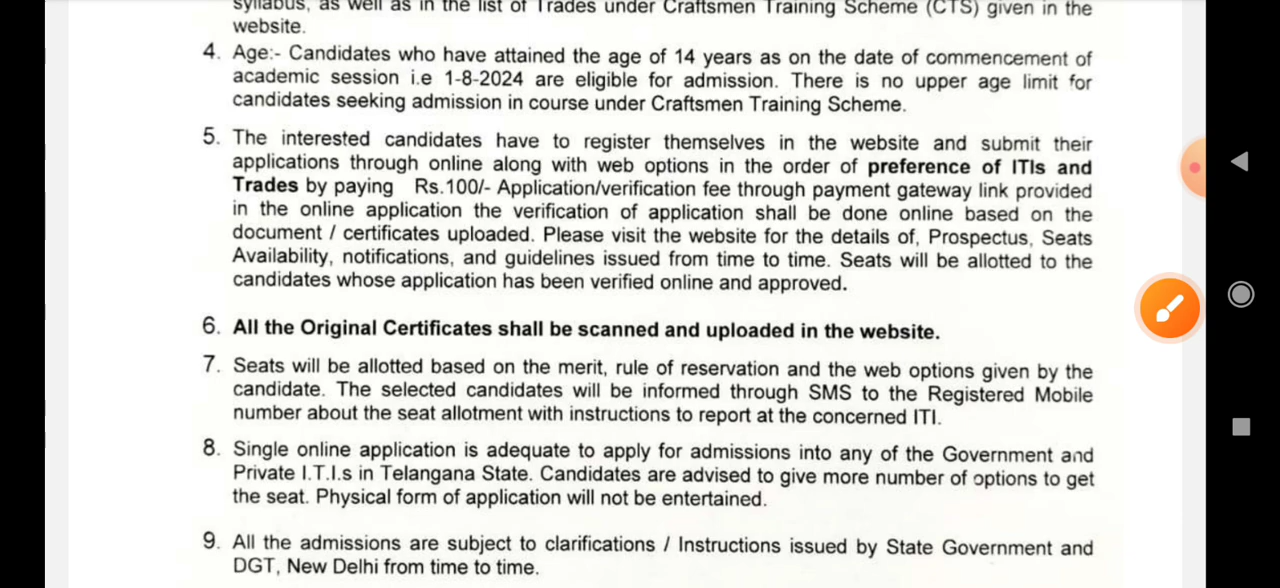 syllabus, as well as in the list of Trades under Craftsmen Training Scheme (CTS) given in the
website.
4. Age:- Candidates who have attained the age of 14 years as on the date of commencement of
academic session i.e 1-8-2024 are eligible for admission. There is no upper age limit for
candidates seeking admission in course under Craftsmen Training Scheme.
5. The interested candidates have to register themselves in the website and submit their
applications through online along with web options in the order of preference of ITIs and
Trades by paying Rs.100/- Application/verification fee through payment gateway link provided
in the online application the verification of application shall be done online based on the
document / certificates uploaded. Please visit the website for the details of, Prospectus, Seats
Availability, notifications, and guidelines issued from time to time. Seats will be allotted to the
candidates whose application has been verified online and approved.
6. All the Original Certificates shall be scanned and uploaded in the website.
7. Seats will be allotted based on the merit, rule of reservation and the web options given by the
candidate. The selected candidates will be informed through SMS to the Registered Mobile
number about the seat allotment with instructions to report at the concerned ITI.
8. Single online application is adequate to apply for admissions into any of the Government and
Private I.T.I.s in Telangana State. Candidates are advised to give more number of options to get
the seat. Physical form of application will not be entertained.
9. All the admissions are subject to clarifications / Instructions issued by State Government and
DGT, New Delhi from time to time.